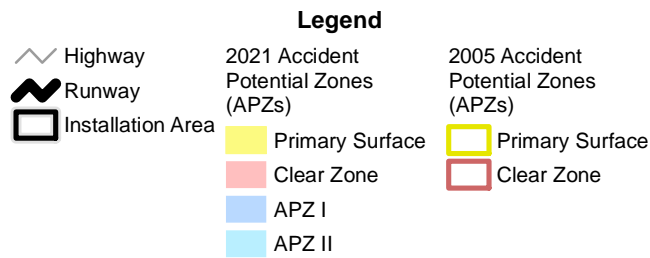 Legend
Highway
Runway
Installation Area
2021 Accident
Potential Zones
(APZs)
Primary Surface
Clear Zone
APZ I
APZ II
2005 Accident
Potential Zones
(APZs)
Primary Surface
Clear Zone